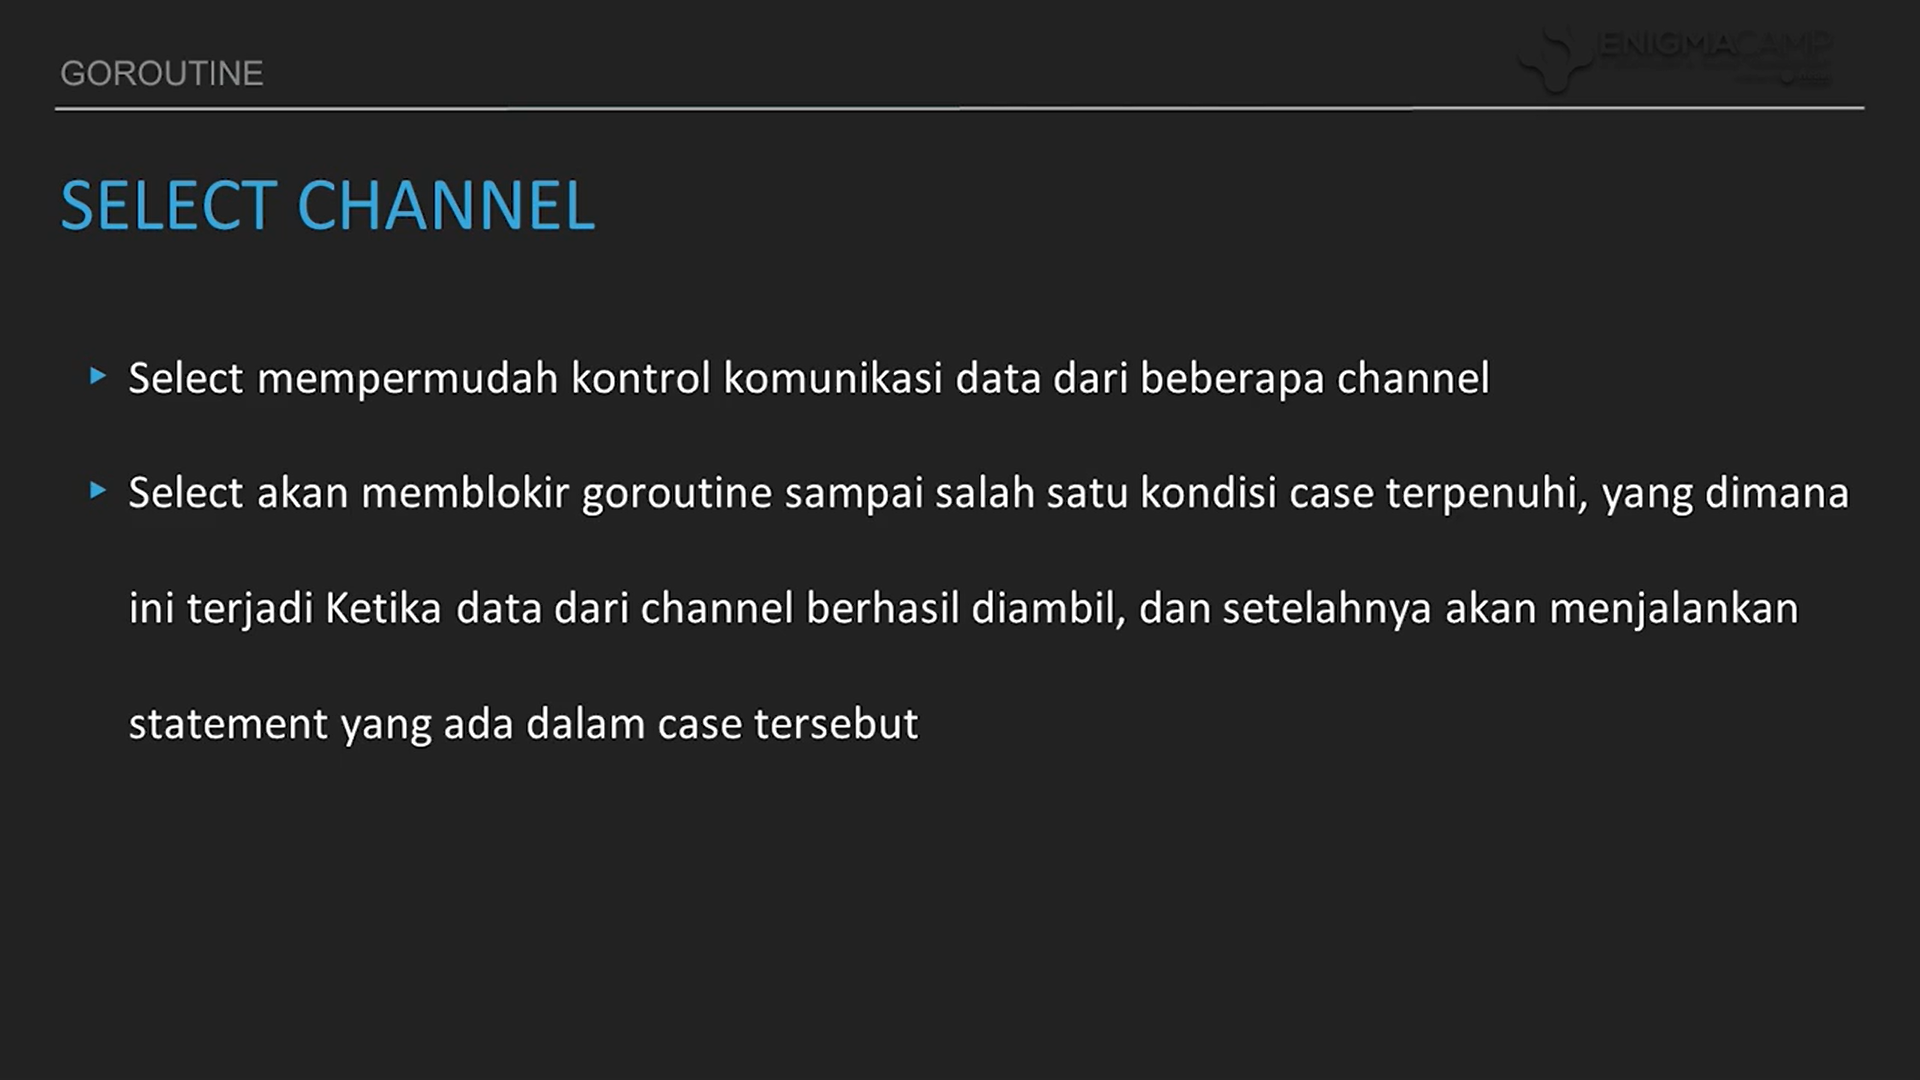 GOROUTINE
ENIGMACAMP
SELECT CHANNEL
Select mempermudah kontrol komunikasi data dari beberapa channel
Select akan memblokir goroutine sampai salah satu kondisi case terpenuhi, yang dimana
ini terjadi Ketika data dari channel berhasil diambil, dan setelahnya akan menjalankan
statement yang ada dalam case tersebut